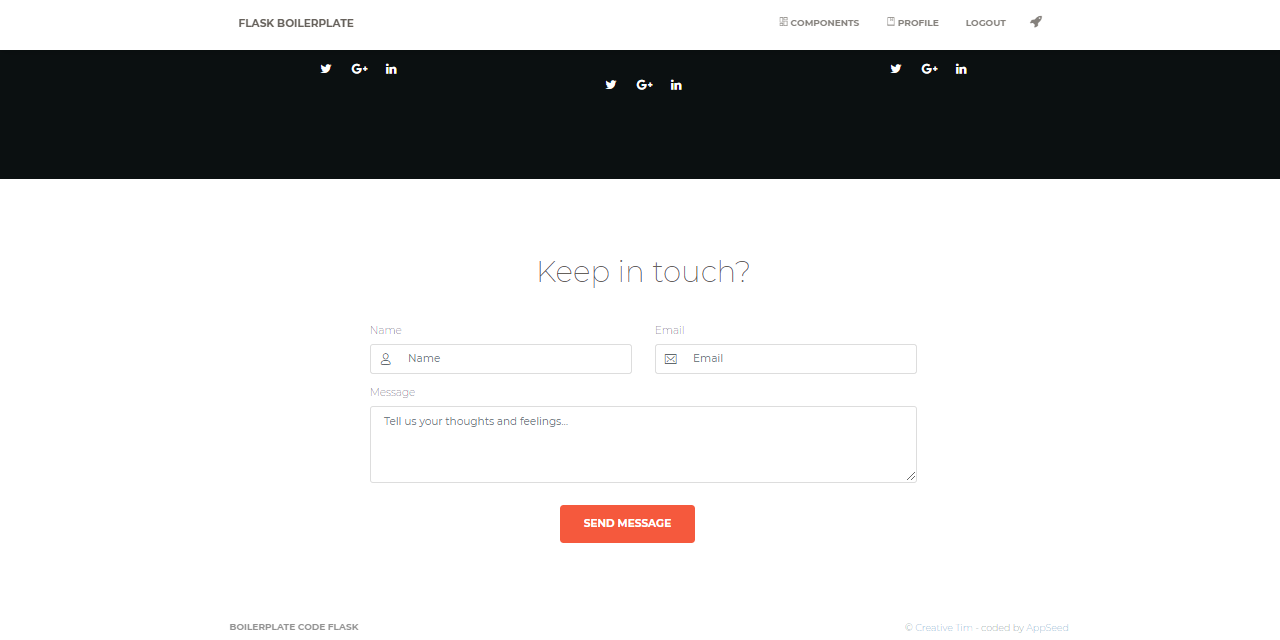 FLASK BOILERPLATE
COMPONENTS PROFILE LOGOUT
Keep in touch?
Name Email
Name Email
Message
Tell us your thoughts and feelings...
SEND MESSAGE
BOILERPLATE CODE FLASK
© Creative Tim - coded by AppSeed